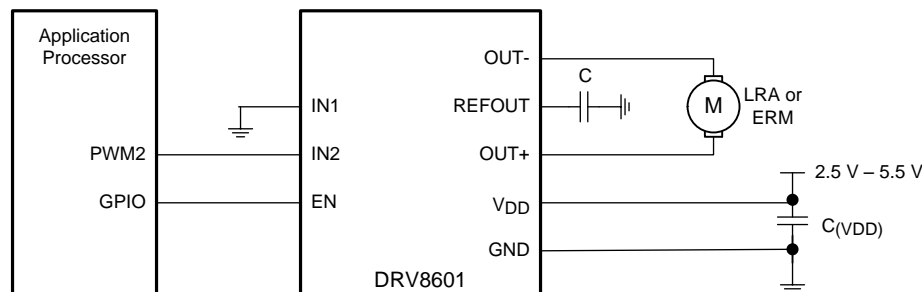 Application
Processor
PWM2
GPIO
IN1
IN2
EN
OUT-
REFOUT
OUT+
VDD
GND
DRV8601
C
M
LRA or
ERM
2.5 V – 5.5 V
C(VDD)